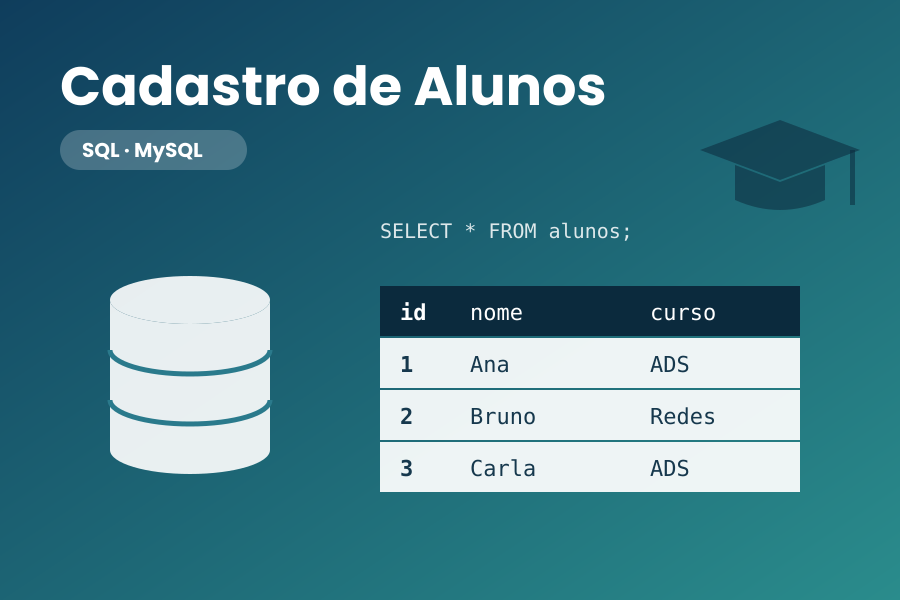 Cadastro de Alunos
SQL · MySQL
SELECT * FROM alunos;
id nome curso
1 Ana ADS
2 Bruno Redes
3 Carla ADS